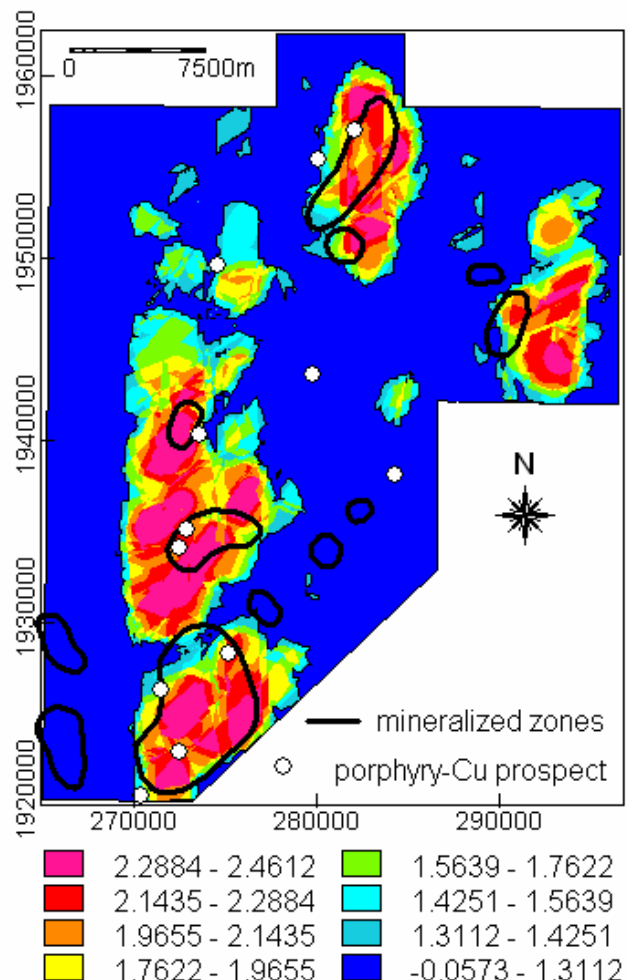 1960000
0 7500m
1950000
1940000
N
1930000
mineralized zones
porphyry-Cu prospect
1920000
270000 280000 290000
2.2884 - 2.4612 1.5639 - 1.7622
2.1435 - 2.2884 1.4251 - 1.5639
1.9655 - 2.1435 1.3112 - 1.4251
1.7622 - 1.9655 -0.0573 - 1.3112